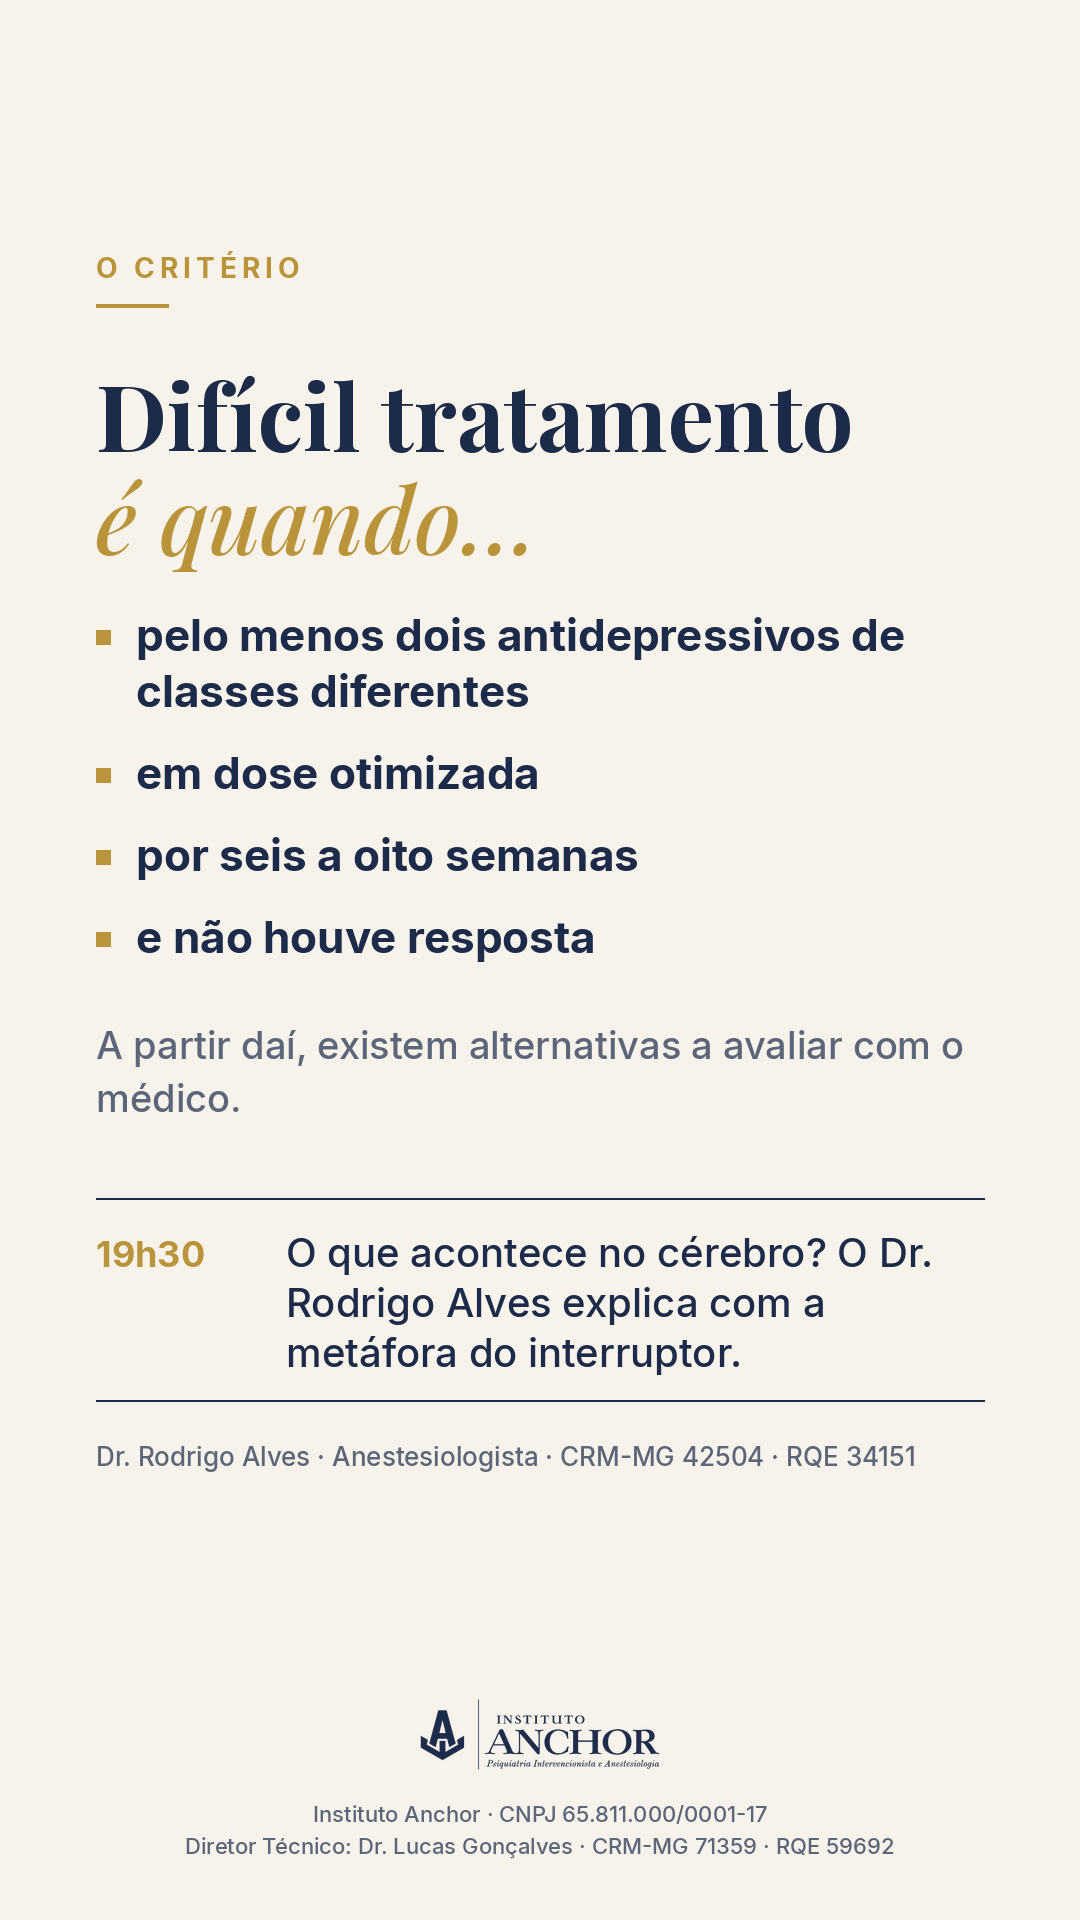 O CRITÉRIO
Difícil tratamento
é quando...
pelo menos dois antidepressivos de
classes diferentes
em dose otimizada
por seis a oito semanas
e não houve resposta
A partir daí, existem alternativas a avaliar com o
médico.
19h30
O que acontece no cérebro? O Dr.
Rodrigo Alves explica com a
metáfora do interruptor.
Dr. Rodrigo Alves · Anestesiologista · CRM-MG 42504 · RQE 34151
INSTITUTO
ANCHOR
Psiquiatria Intervencionista e Anestesiologia
Instituto Anchor · CNPJ 65.811.000/0001-17
Diretor Técnico: Dr. Lucas Gonçalves · CRM-MG 71359 · RQE 59692